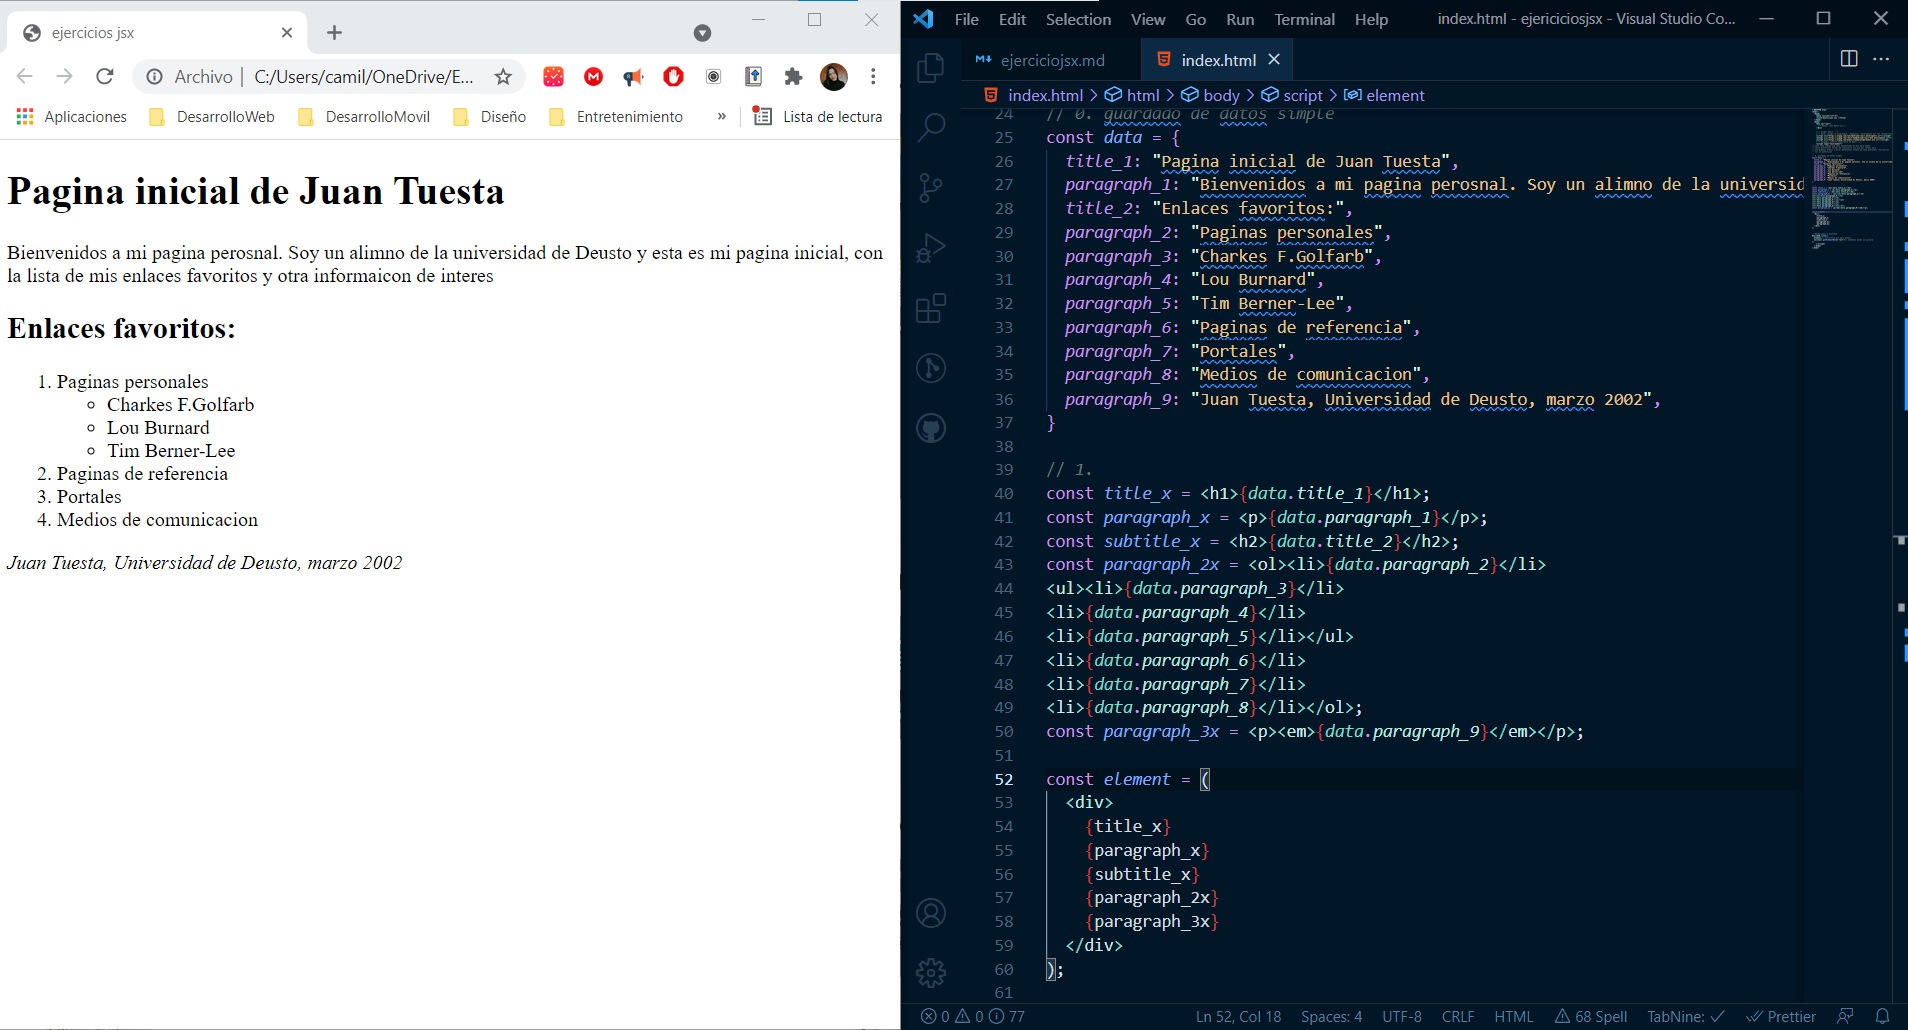 ejercicios jsx
Archivo | C:/Users/camil/OneDrive/E...
Aplicaciones DesarrolloWeb DesarrolloMovil Diseño Entretenimiento » Lista de lectura
Pagina inicial de Juan Tuesta
Bienvenidos a mi pagina perosnal. Soy un alimno de la universidad de Deusto y esta es mi pagina inicial, con
la lista de mis enlaces favoritos y otra informaicon de interes
Enlaces favoritos:
1. Paginas personales
Charkes F.Golfarb
Lou Burnard
Tim Berner-Lee
2. Paginas de referencia
3. Portales
4. Medios de comunicacion
Juan Tuesta, Universidad de Deusto, marzo 2002
File Edit Selection View Go Run Terminal Help index.html - ejericiciosjsx - Visual Studio Co...
ejerciciojsx.md index.html
index.html > html > body > script > element
24 // 0. guardado de datos simple
25 const data = {
26 title_1: "Pagina inicial de Juan Tuesta",
27 paragraph_1: "Bienvenidos a mi pagina perosnal. Soy un alimno de la universid
28 title_2: "Enlaces favoritos:",
29 paragraph_2: "Paginas personales",
30 paragraph_3: "Charkes F.Golfarb",
31 paragraph_4: "Lou Burnard",
32 paragraph_5: "Tim Berner-Lee",
33 paragraph_6: "Paginas de referencia",
34 paragraph_7: "Portales",
35 paragraph_8: "Medios de comunicacion",
36 paragraph_9: "Juan Tuesta, Universidad de Deusto, marzo 2002",
37 }
38
39 // 1.
40 const title_x = <h1>{data.title_1}</h1>;
41 const paragraph_x = <p>{data.paragraph_1}</p>;
42 const subtitle_x = <h2>{data.title_2}</h2>;
43 const paragraph_2x = <ol><li>{data.paragraph_2}</li>
44 <ul><li>{data.paragraph_3}</li>
45 <li>{data.paragraph_4}</li>
46 <li>{data.paragraph_5}</li></ul>
47 <li>{data.paragraph_6}</li>
48 <li>{data.paragraph_7}</li>
49 <li>{data.paragraph_8}</li></ol>;
50 const paragraph_3x = <p><em>{data.paragraph_9}</em></p>;
51
52 const element = (
53 <div>
54 {title_x}
55 {paragraph_x}
56 {subtitle_x}
57 {paragraph_2x}
58 {paragraph_3x}
59 </div>
60 );
61
0 0 77 Ln 52, Col 18 Spaces: 4 UTF-8 CRLF HTML 68 Spell TabNine: Prettier